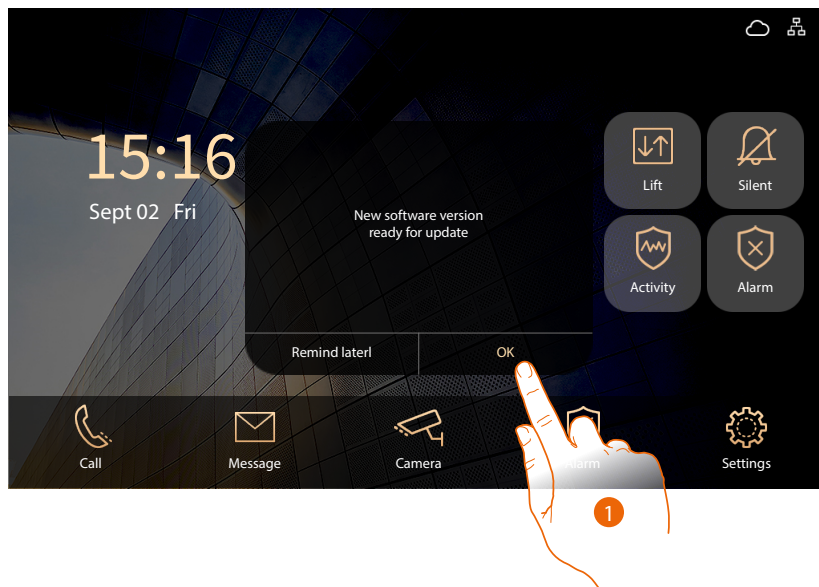 15:16
Sept 02 Fri
New software version
ready for update
Remind laterl
OK
Lift
Silent
Activity
Alarm
Call
Message
Camera
Alarm
Settings
1